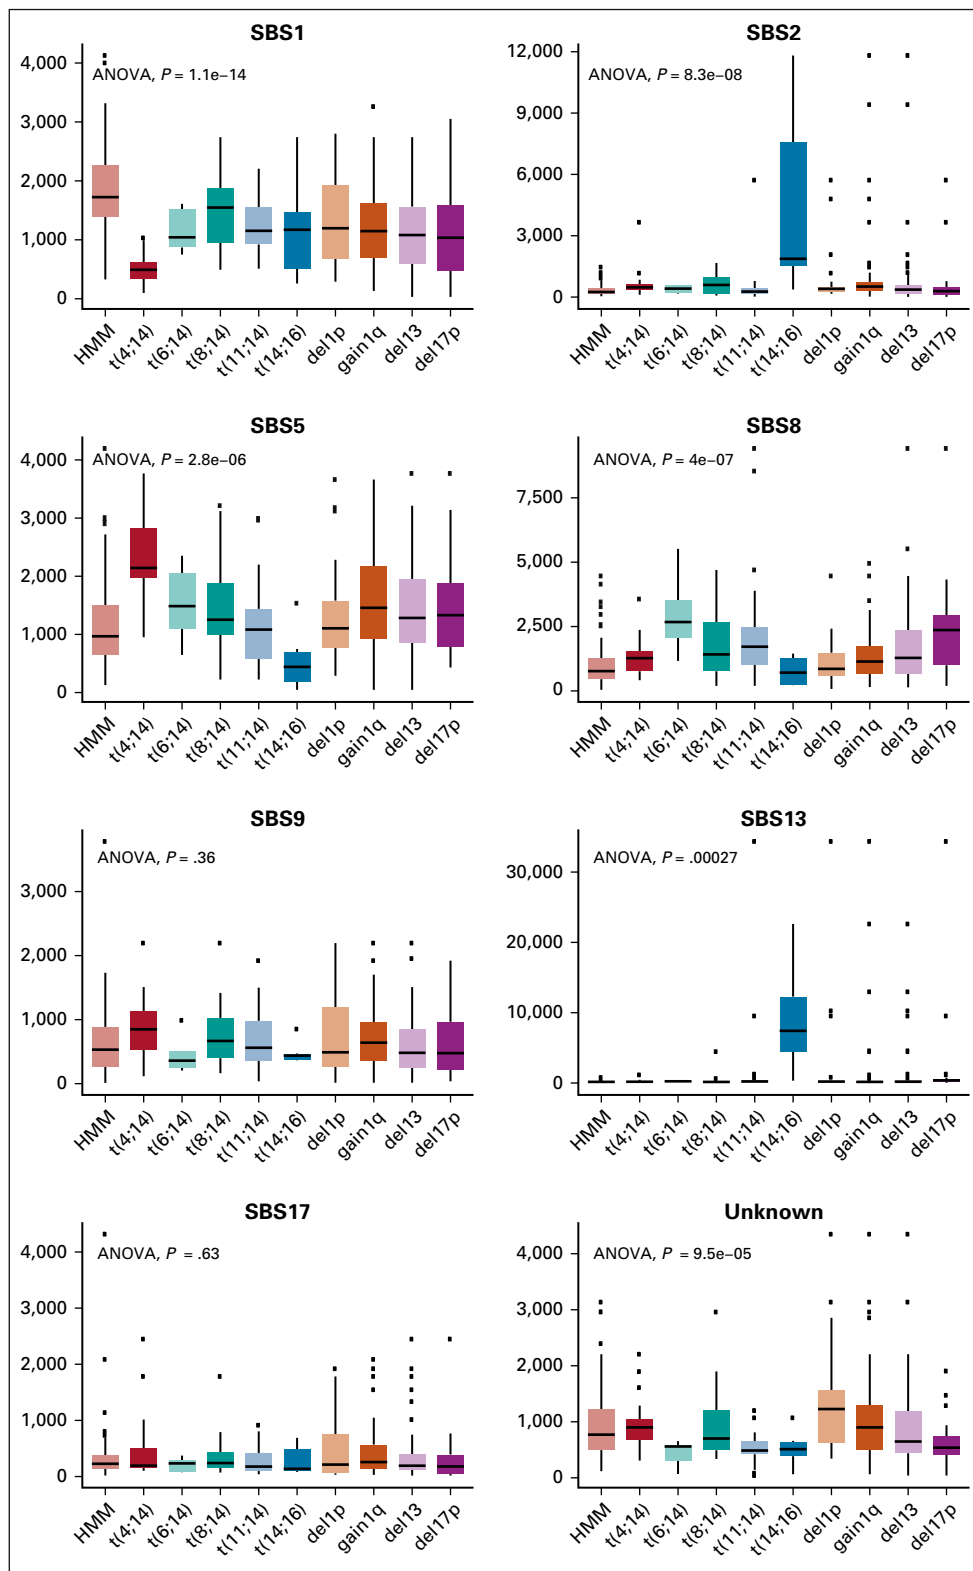 SBS1
ANOVA, P = 1.1e–14
4,000
3,000
2,000
1,000
0
HMM
t(4;14)
t(6;14)
t(8;14)
t(11;14)
t(14;16)
del1p
gain1q
del13
del17p
SBS2
ANOVA, P = 8.3e–08
12,000
9,000
6,000
3,000
0
HMM
t(4;14)
t(6;14)
t(8;14)
t(11;14)
t(14;16)
del1p
gain1q
del13
del17p
SBS5
ANOVA, P = 2.8e–06
4,000
3,000
2,000
1,000
0
HMM
t(4;14)
t(6;14)
t(8;14)
t(11;14)
t(14;16)
del1p
gain1q
del13
del17p
SBS8
ANOVA, P = 4e–07
7,500
5,000
2,500
0
HMM
t(4;14)
t(6;14)
t(8;14)
t(11;14)
t(14;16)
del1p
gain1q
del13
del17p
SBS9
ANOVA, P = .36
3,000
2,000
1,000
0
HMM
t(4;14)
t(6;14)
t(8;14)
t(11;14)
t(14;16)
del1p
gain1q
del13
del17p
SBS13
ANOVA, P = .00027
30,000
20,000
10,000
0
HMM
t(4;14)
t(6;14)
t(8;14)
t(11;14)
t(14;16)
del1p
gain1q
del13
del17p
SBS17
ANOVA, P = .63
4,000
3,000
2,000
1,000
0
HMM
t(4;14)
t(6;14)
t(8;14)
t(11;14)
t(14;16)
del1p
gain1q
del13
del17p
Unknown
ANOVA, P = 9.5e–05
4,000
3,000
2,000
1,000
0
HMM
t(4;14)
t(6;14)
t(8;14)
t(11;14)
t(14;16)
del1p
gain1q
del13
del17p